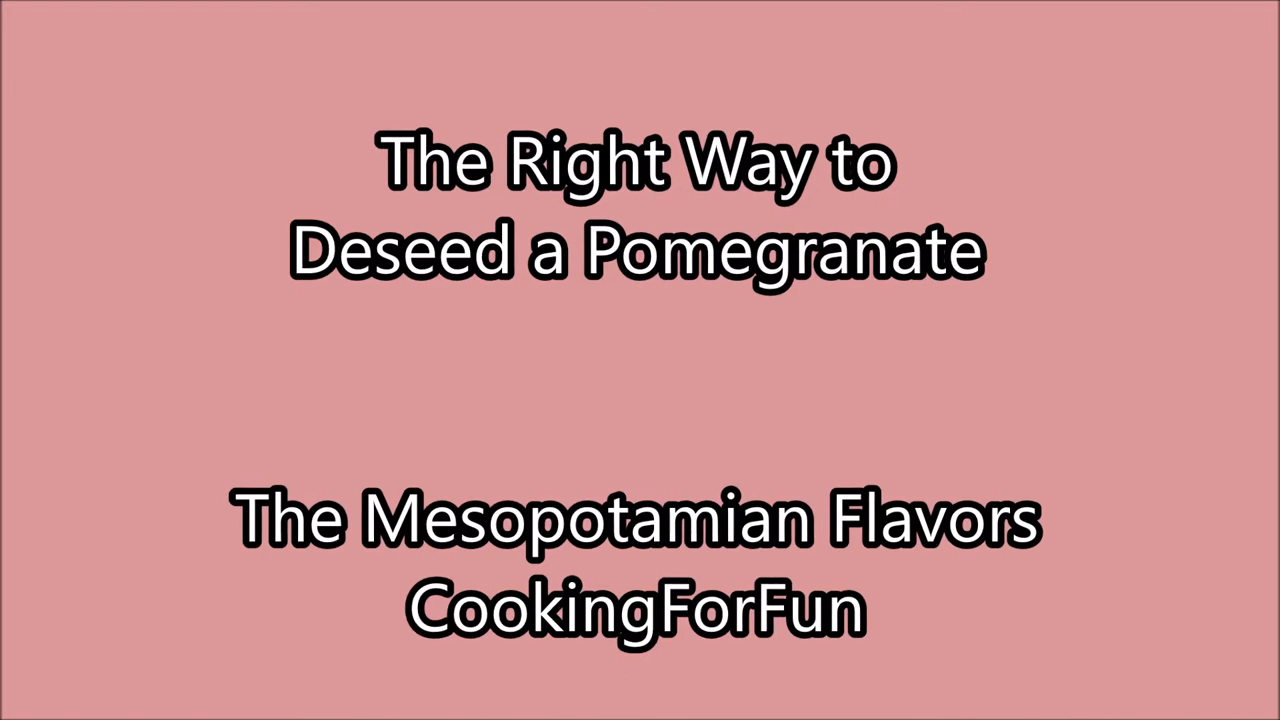 The Right Way to
Deseed a Pomegranate
The Mesopotamian Flavors
CookingForFun